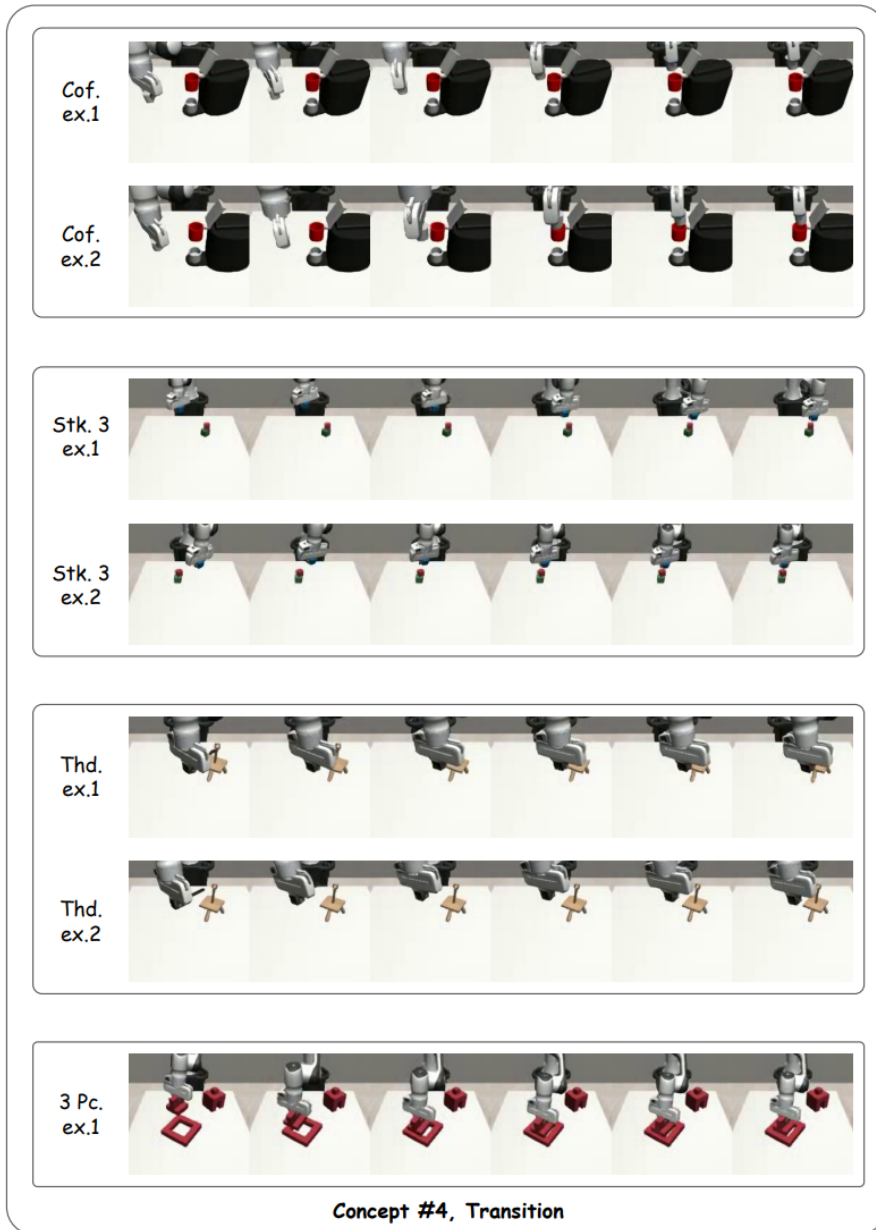 Cof.
ex.1
Cof.
ex.2
Stk. 3
ex.1
Stk. 3
ex.2
Thd.
ex.1
Thd.
ex.2
3 Pc.
ex.1
Concept #4, Transition